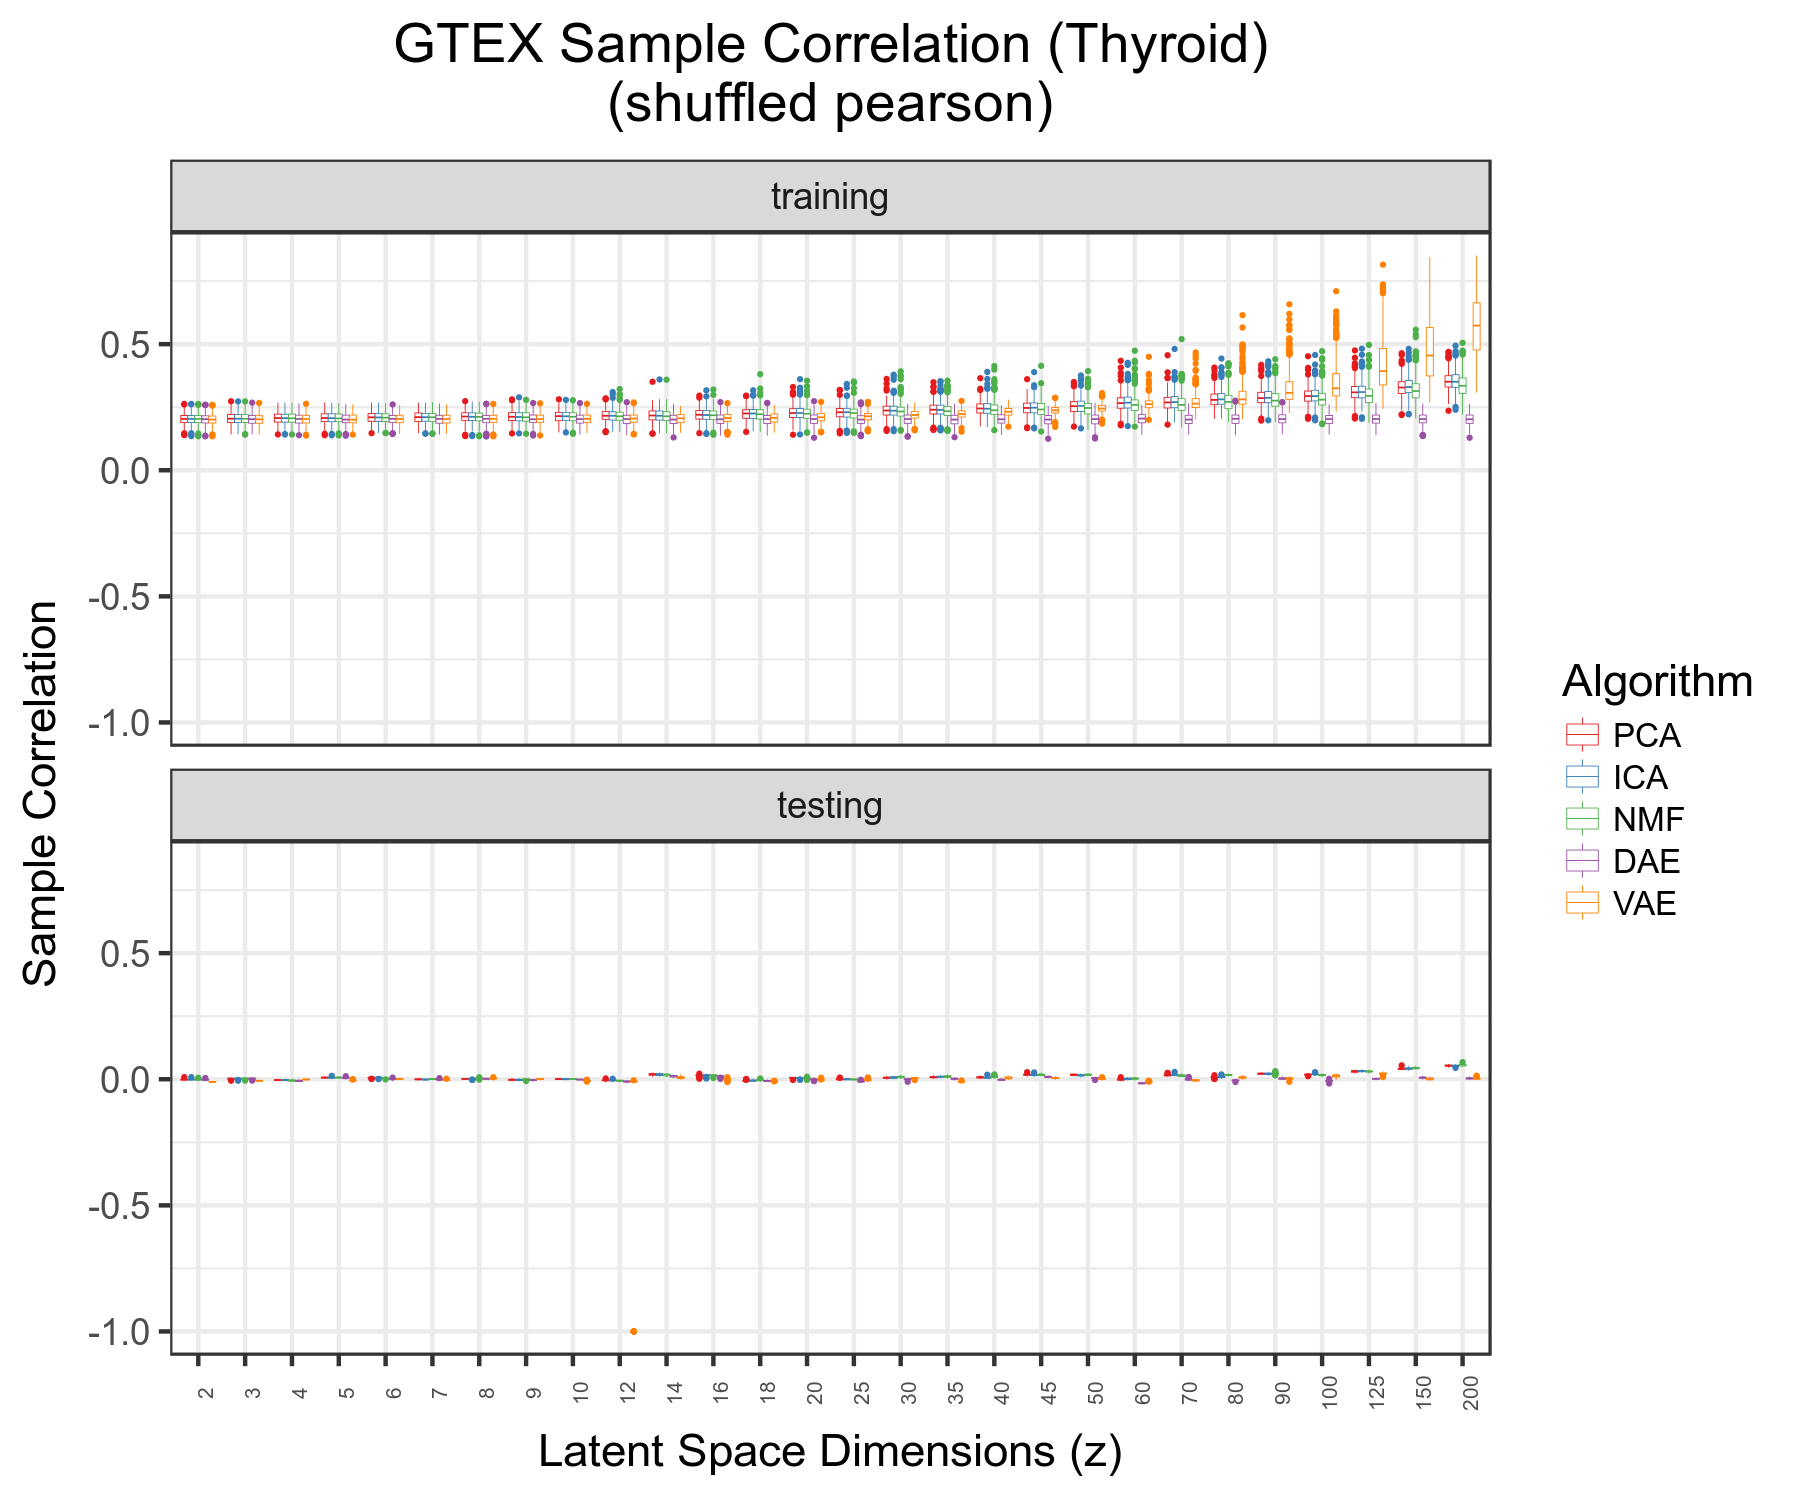 GTEX Sample Correlation (Thyroid)
(shuffled pearson)
training
0.5
0.0
-0.5
-1.0
testing
0.5
0.0
-0.5
-1.0
Sample Correlation
2 3 4 5 6 7 8 9 10 12 14 16 18 20 25 30 35 40 45 50 60 70 80 90 100 125 150 200
Latent Space Dimensions (z)
Algorithm
PCA
ICA
NMF
DAE
VAE